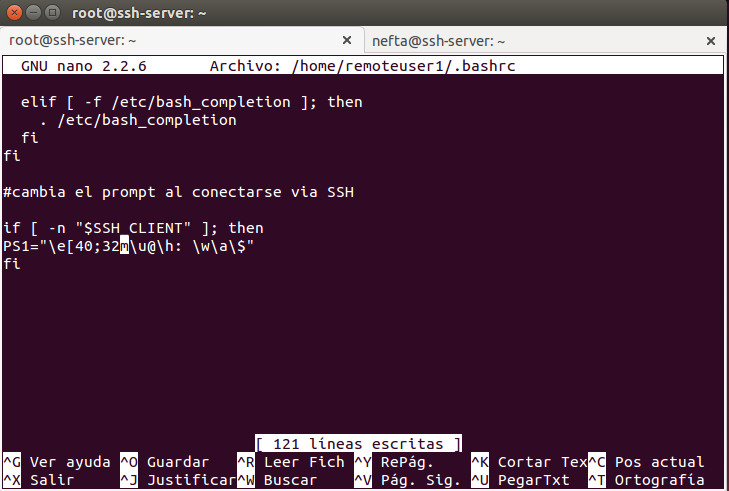 root@ssh-server: ~
root@ssh-server: ~ nefta@ssh-server: ~
GNU nano 2.2.6 Archivo: /home/remoteuser1/.bashrc
elif [ -f /etc/bash_completion ]; then
. /etc/bash_completion
fi
fi
#cambia el prompt al conectarse via SSH
if [ -n "$SSH_CLIENT" ]; then
PS1="\e[40;32m\u@\h: \w\a\$"
fi
[ 121 líneas escritas ]
^G Ver ayuda ^O Guardar ^R Leer Fich ^Y RePág. ^K Cortar Tex ^C Pos actual
^X Salir ^J Justificar ^W Buscar ^V Pág. Sig. ^U PegarTxt ^T Ortografía